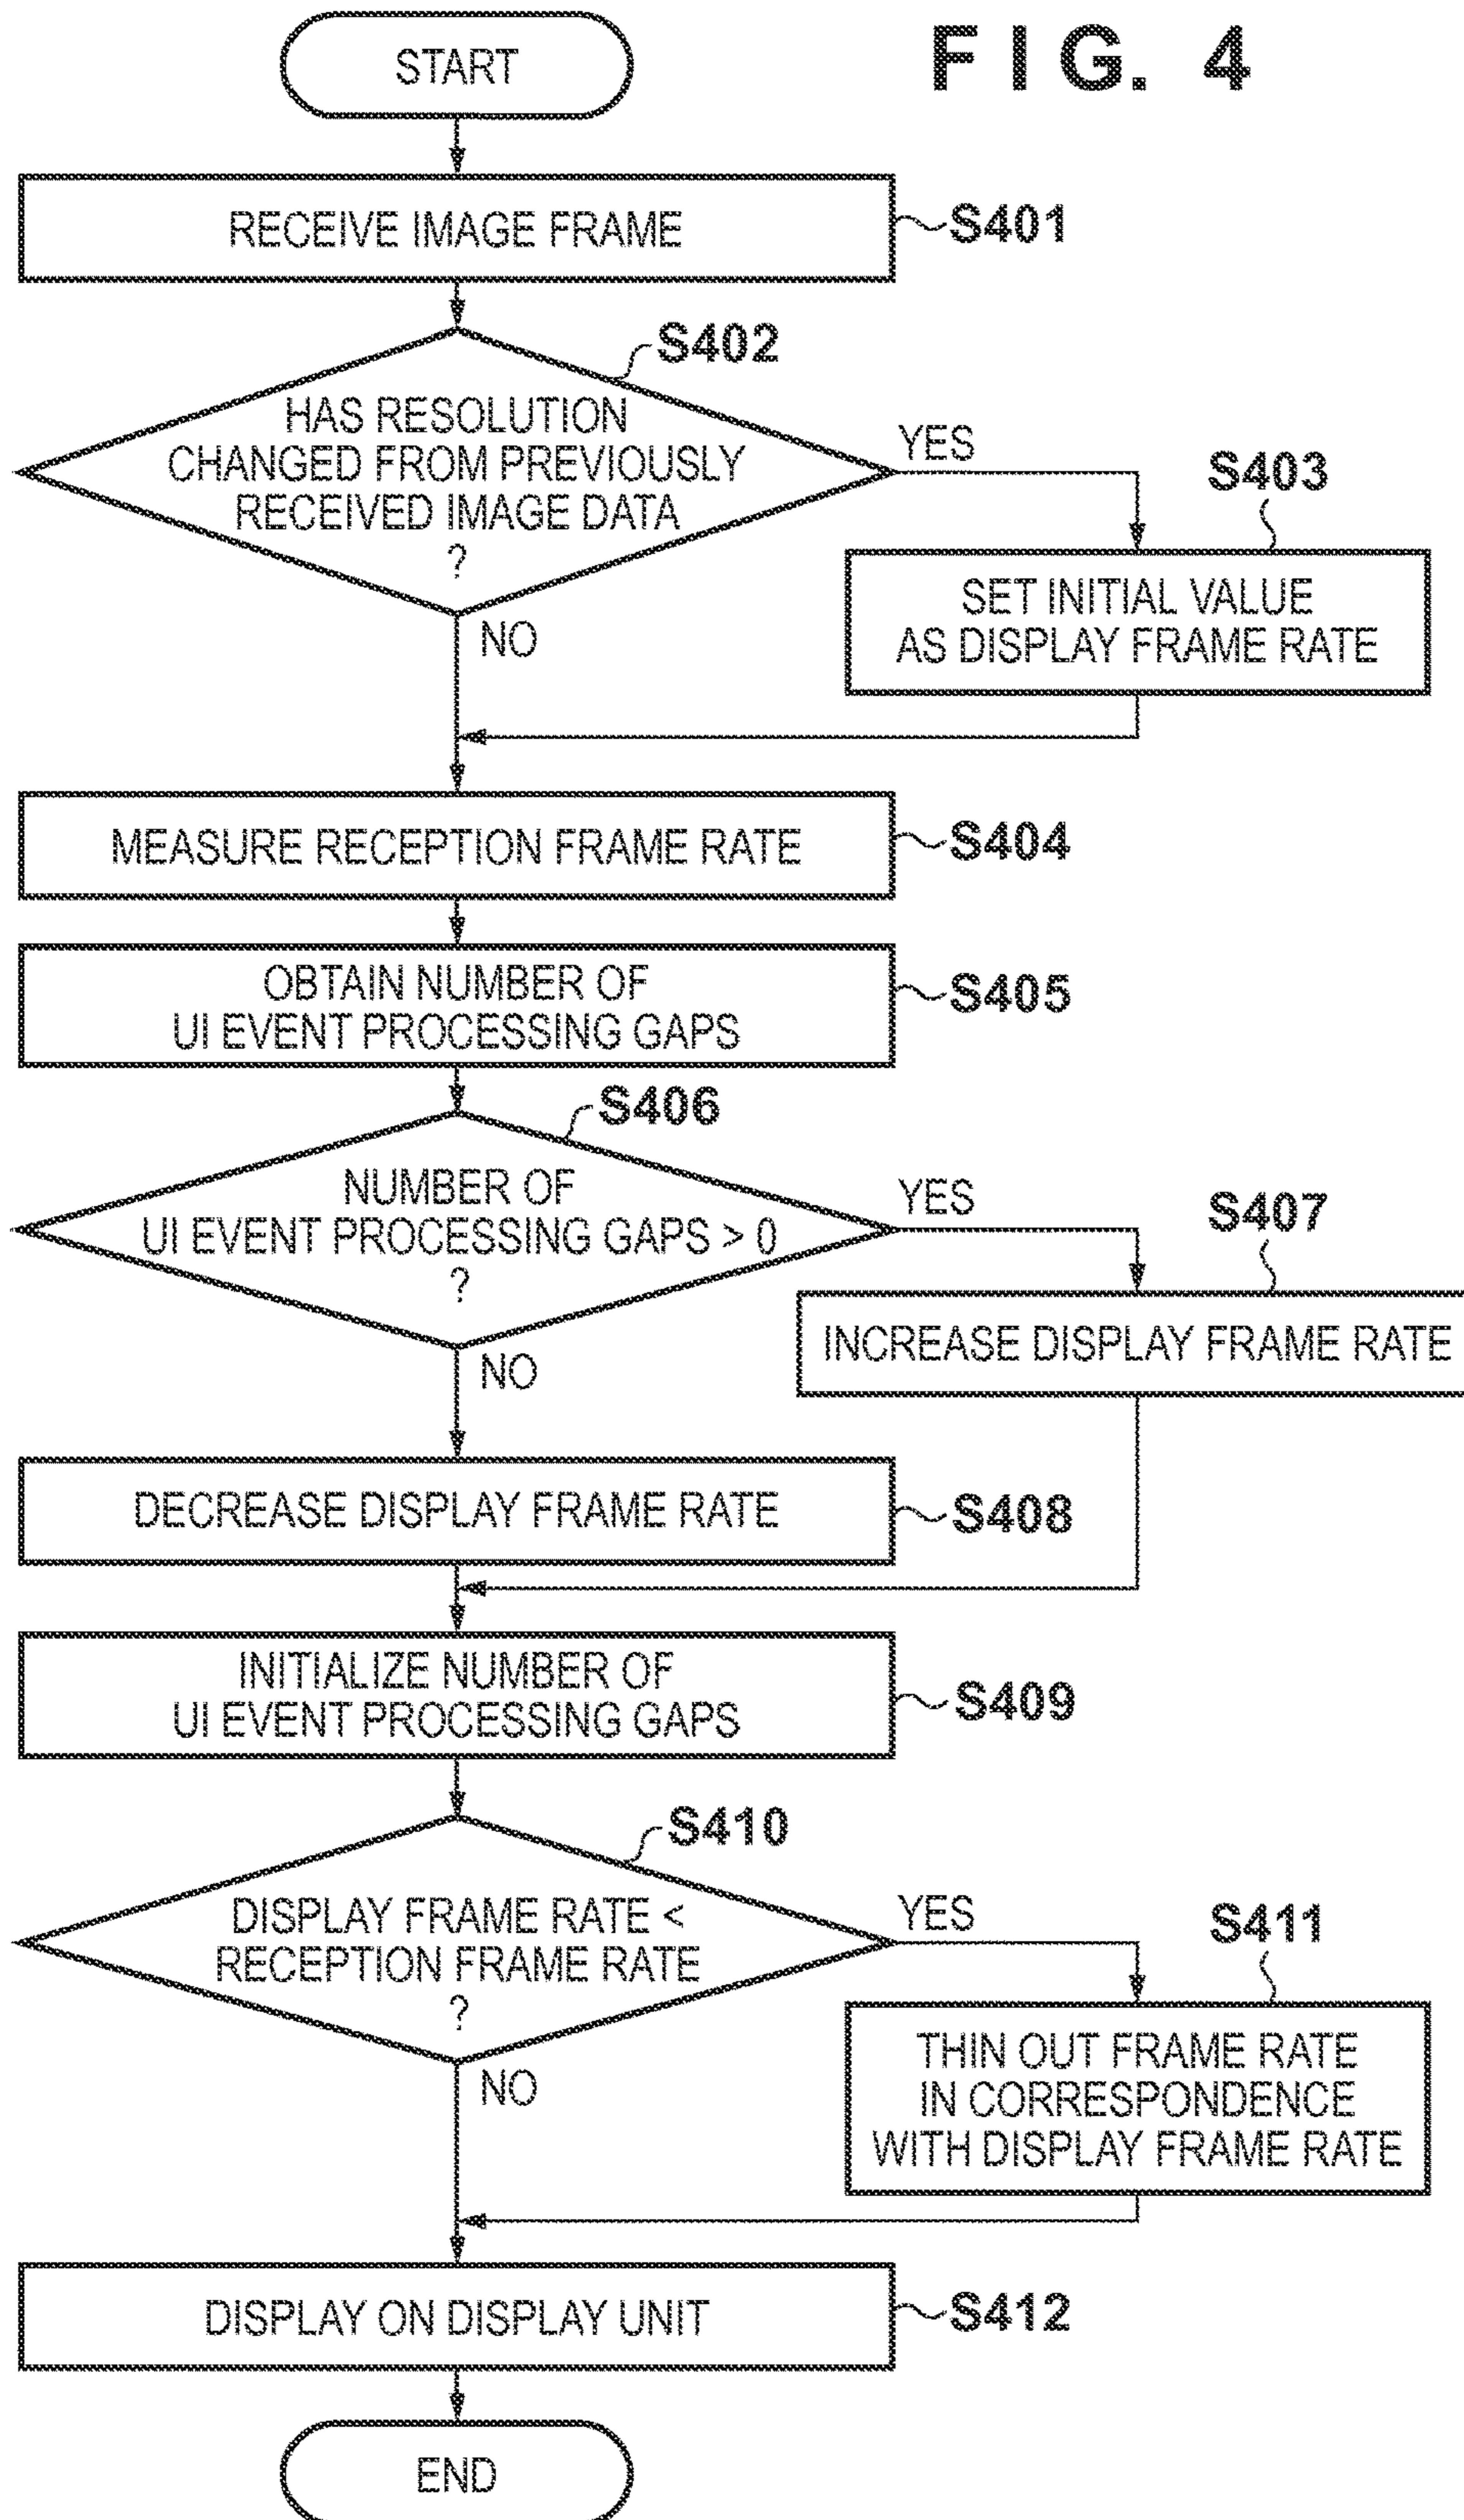 START
F I G. 4
RECEIVE IMAGE FRAME
S401
S402
HAS RESOLUTION
CHANGED FROM PREVIOUSLY
RECEIVED IMAGE DATA
?
YES
NO
S403
SET INITIAL VALUE
AS DISPLAY FRAME RATE
MEASURE RECEPTION FRAME RATE
S404
OBTAIN NUMBER OF
UI EVENT PROCESSING GAPS
S405
S406
NUMBER OF
UI EVENT PROCESSING GAPS > 0
?
YES
NO
S407
INCREASE DISPLAY FRAME RATE
DECREASE DISPLAY FRAME RATE
S408
INITIALIZE NUMBER OF
UI EVENT PROCESSING GAPS
S409
S410
DISPLAY FRAME RATE <
RECEPTION FRAME RATE
?
YES
NO
S411
THIN OUT FRAME RATE
IN CORRESPONDENCE
WITH DISPLAY FRAME RATE
DISPLAY ON DISPLAY UNIT
S412
END